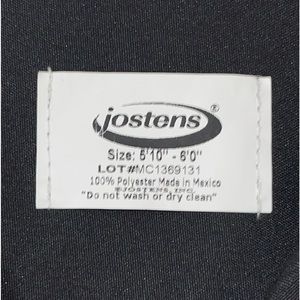 jostens®
Size: 5'10" - 6'0"
LOT#MC1369131
100% Polyester Made in Mexico
©JOSTENS, INC.
"Do not wash or dry clean"